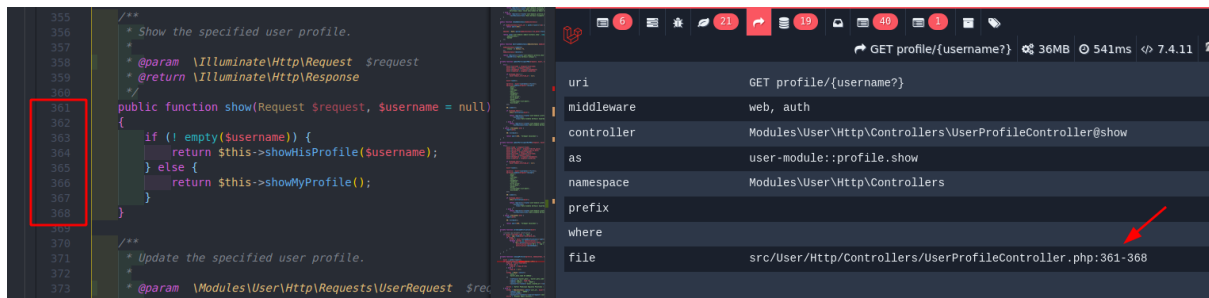 355 /**
356 * Show the specified user profile.
357 *
358 * @param \Illuminate\Http\Request $request
359 * @return \Illuminate\Http\Response
360 */
361 public function show(Request $request, $username = null)
362 {
363 if (! empty($username)) {
364 return $this->showHisProfile($username);
365 } else {
366 return $this->showMyProfile();
367 }
368 }
369
370 /**
371 * Update the specified user profile.
372 *
373 * @param \Modules\User\Http\Requests\UserRequest $req
6 21 19 40 1
GET profile/{username?} 36MB 541ms 7.4.11
uri GET profile/{username?}
middleware web, auth
controller Modules\User\Http\Controllers\UserProfileController@show
as user-module::profile.show
namespace Modules\User\Http\Controllers
prefix
where
file src/User/Http/Controllers/UserProfileController.php:361-368